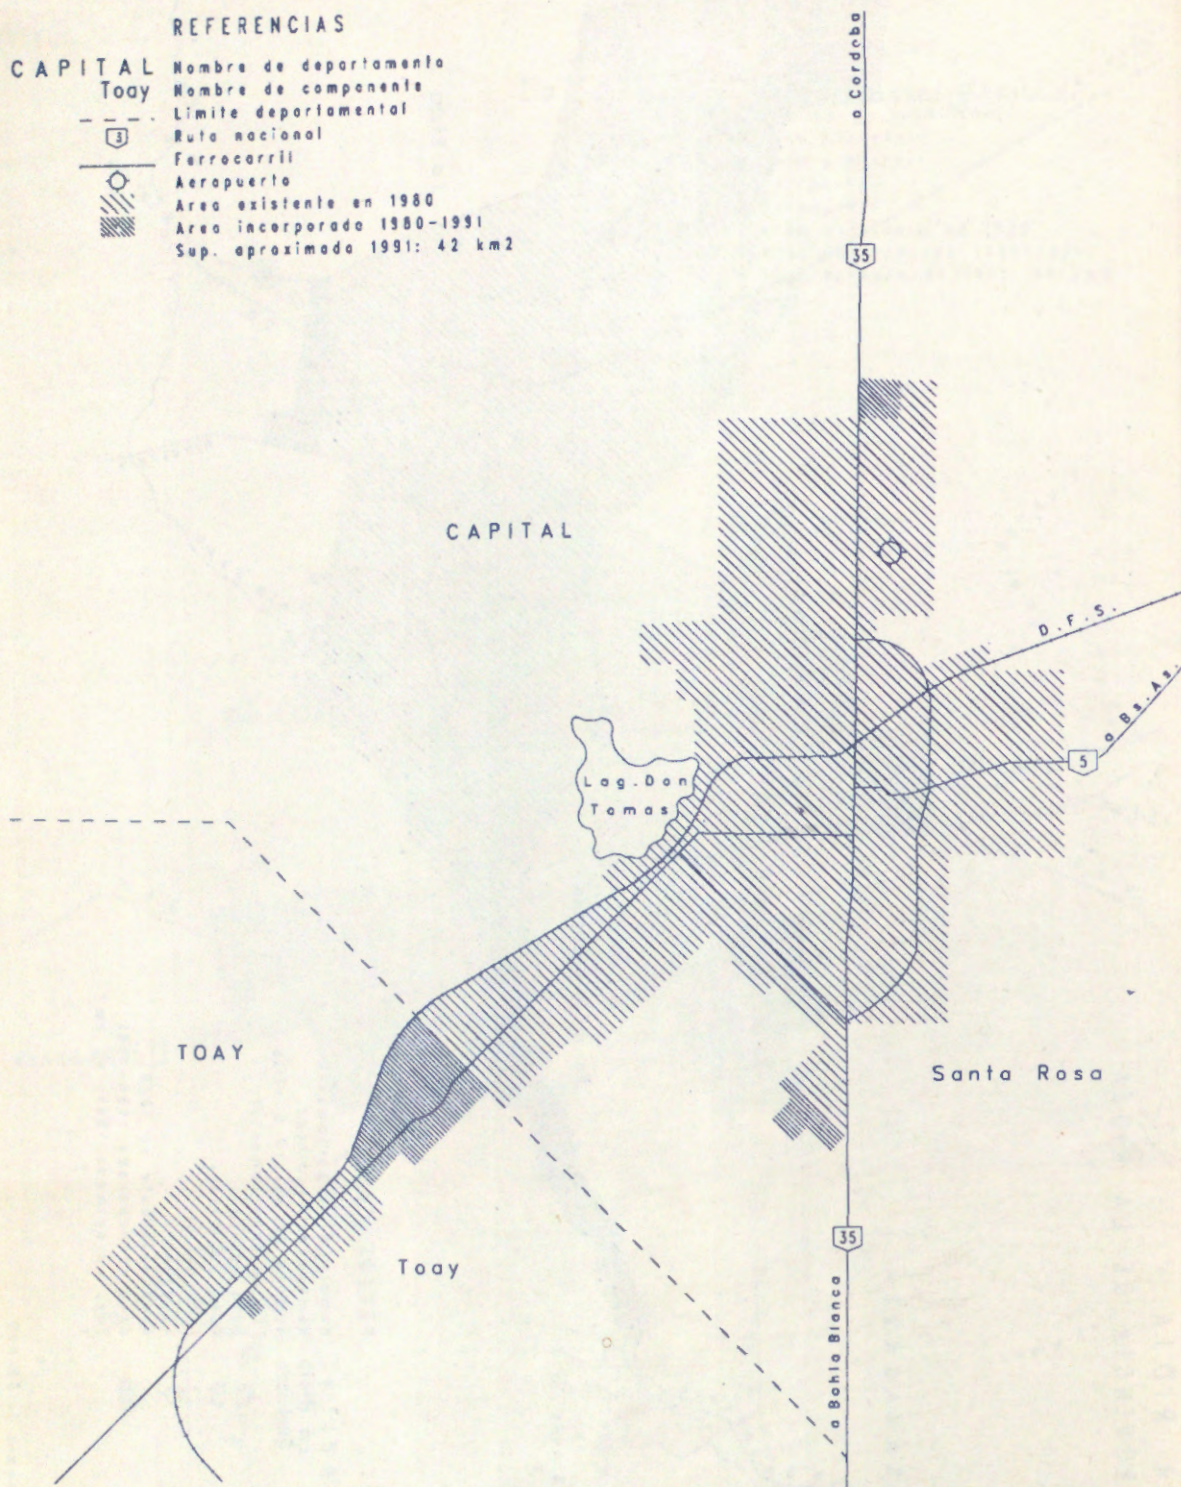 REFERENCIAS
CAPITAL Nombre de departamento
Toay Nombre de componente
Límite departamental
3 Ruta nacional
Ferrocarril
Aeropuerto
Area existente en 1980
Area incorporada 1980-1991
Sup. aproximada 1991: 42 km2
a Cordoba
35
CAPITAL
D.F.S.
a Bs.As.
5
Lag.Don
Tomas
TOAY
Santa Rosa
Toay
35
a Bahía Blanca